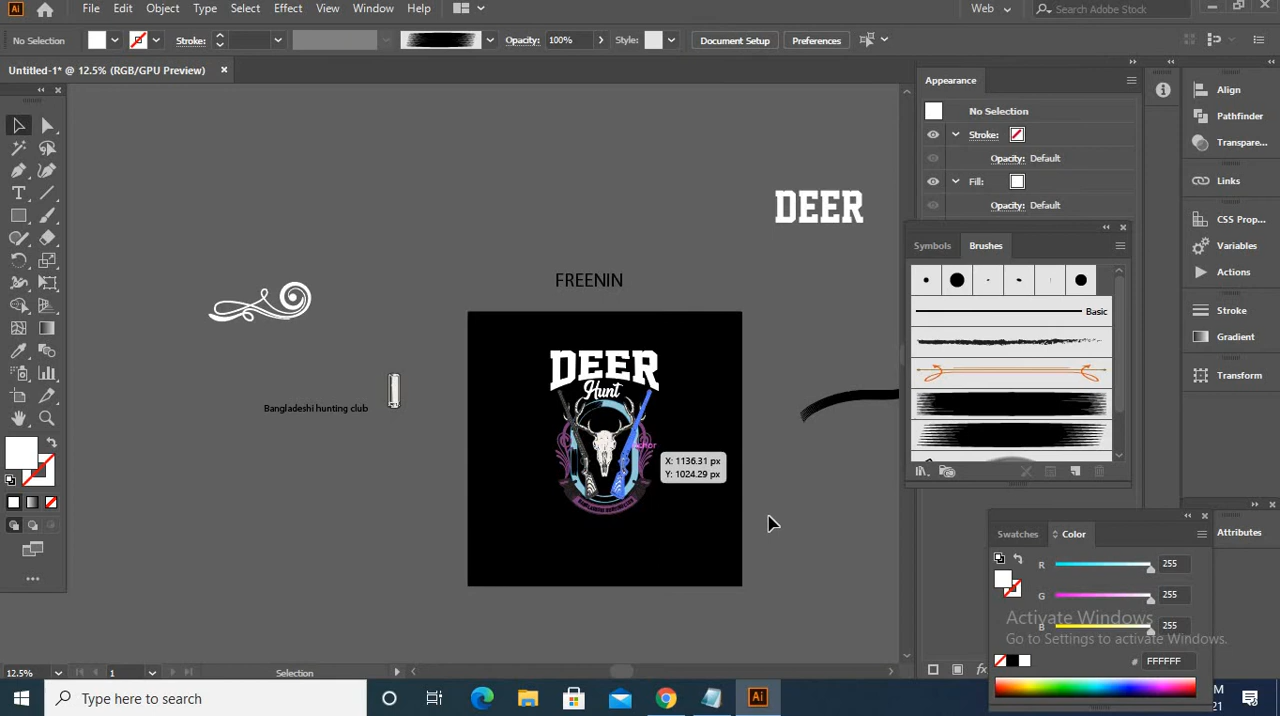 Ai File Edit Object Type Select Effect View Window Help Web Search Adobe Stock
No Selection Stroke: Opacity: 100% Style: Document Setup Preferences
Untitled-1* @ 12.5% (RGB/GPU Preview)
DEER
FREENIN
Bangladeshi hunting club
DEER
Hunt
X: 1136.31 px
Y: 1024.29 px
Appearance
No Selection
Stroke:
Opacity: Default
Fill:
Opacity: Default
Symbols Brushes
Basic
Align
Pathfinder
Transpare...
Links
CSS Prop...
Variables
Actions
Stroke
Gradient
Transform
Attributes
Swatches Color
R 255
G 255
B 255
# FFFFFF
Activate Windows
Go to Settings to activate Windows.
12.5% 1 Selection
fx
Type here to search
Ai
M
21